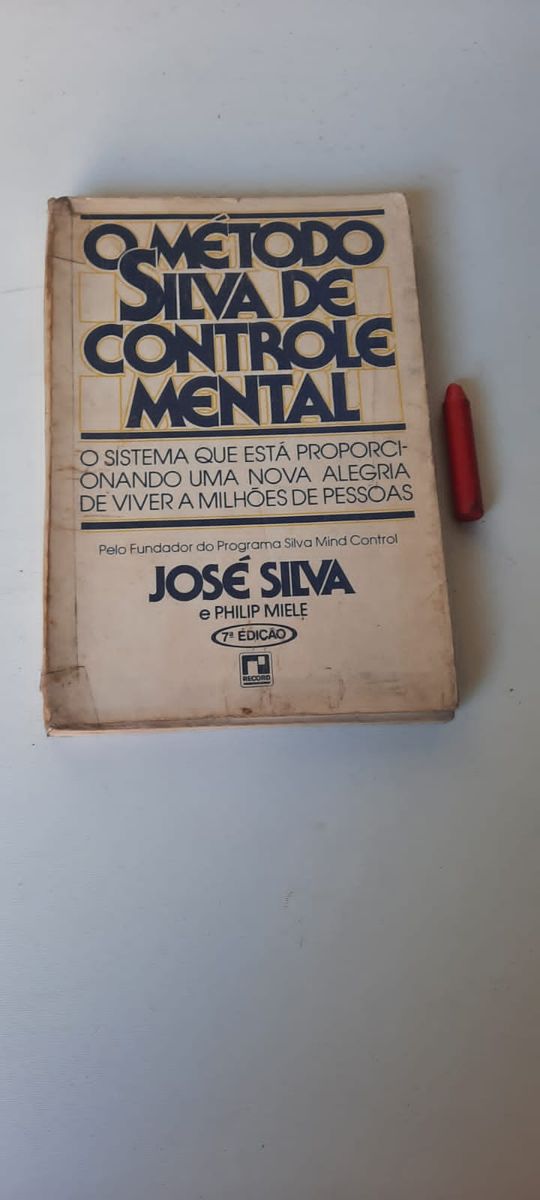 O MÉTODO
SILVA DE
CONTROLE
MENTAL
O SISTEMA QUE ESTÁ PROPORCI-
ONANDO UMA NOVA ALEGRIA
DE VIVER A MILHÕES DE PESSOAS
Pelo Fundador do Programa Silva Mind Control
JOSÉ SILVA
e PHILIP MIELE
7ª EDIÇÃO
RECORD